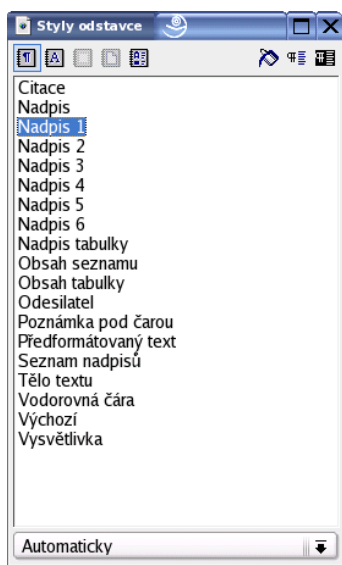 Styly odstavce
Citace
Nadpis
Nadpis 1
Nadpis 2
Nadpis 3
Nadpis 4
Nadpis 5
Nadpis 6
Nadpis tabulky
Obsah seznamu
Obsah tabulky
Odesilatel
Poznámka pod čarou
Předformátovaný text
Seznam nadpisů
Tělo textu
Vodorovná čára
Výchozí
Vysvětlivka
Automaticky